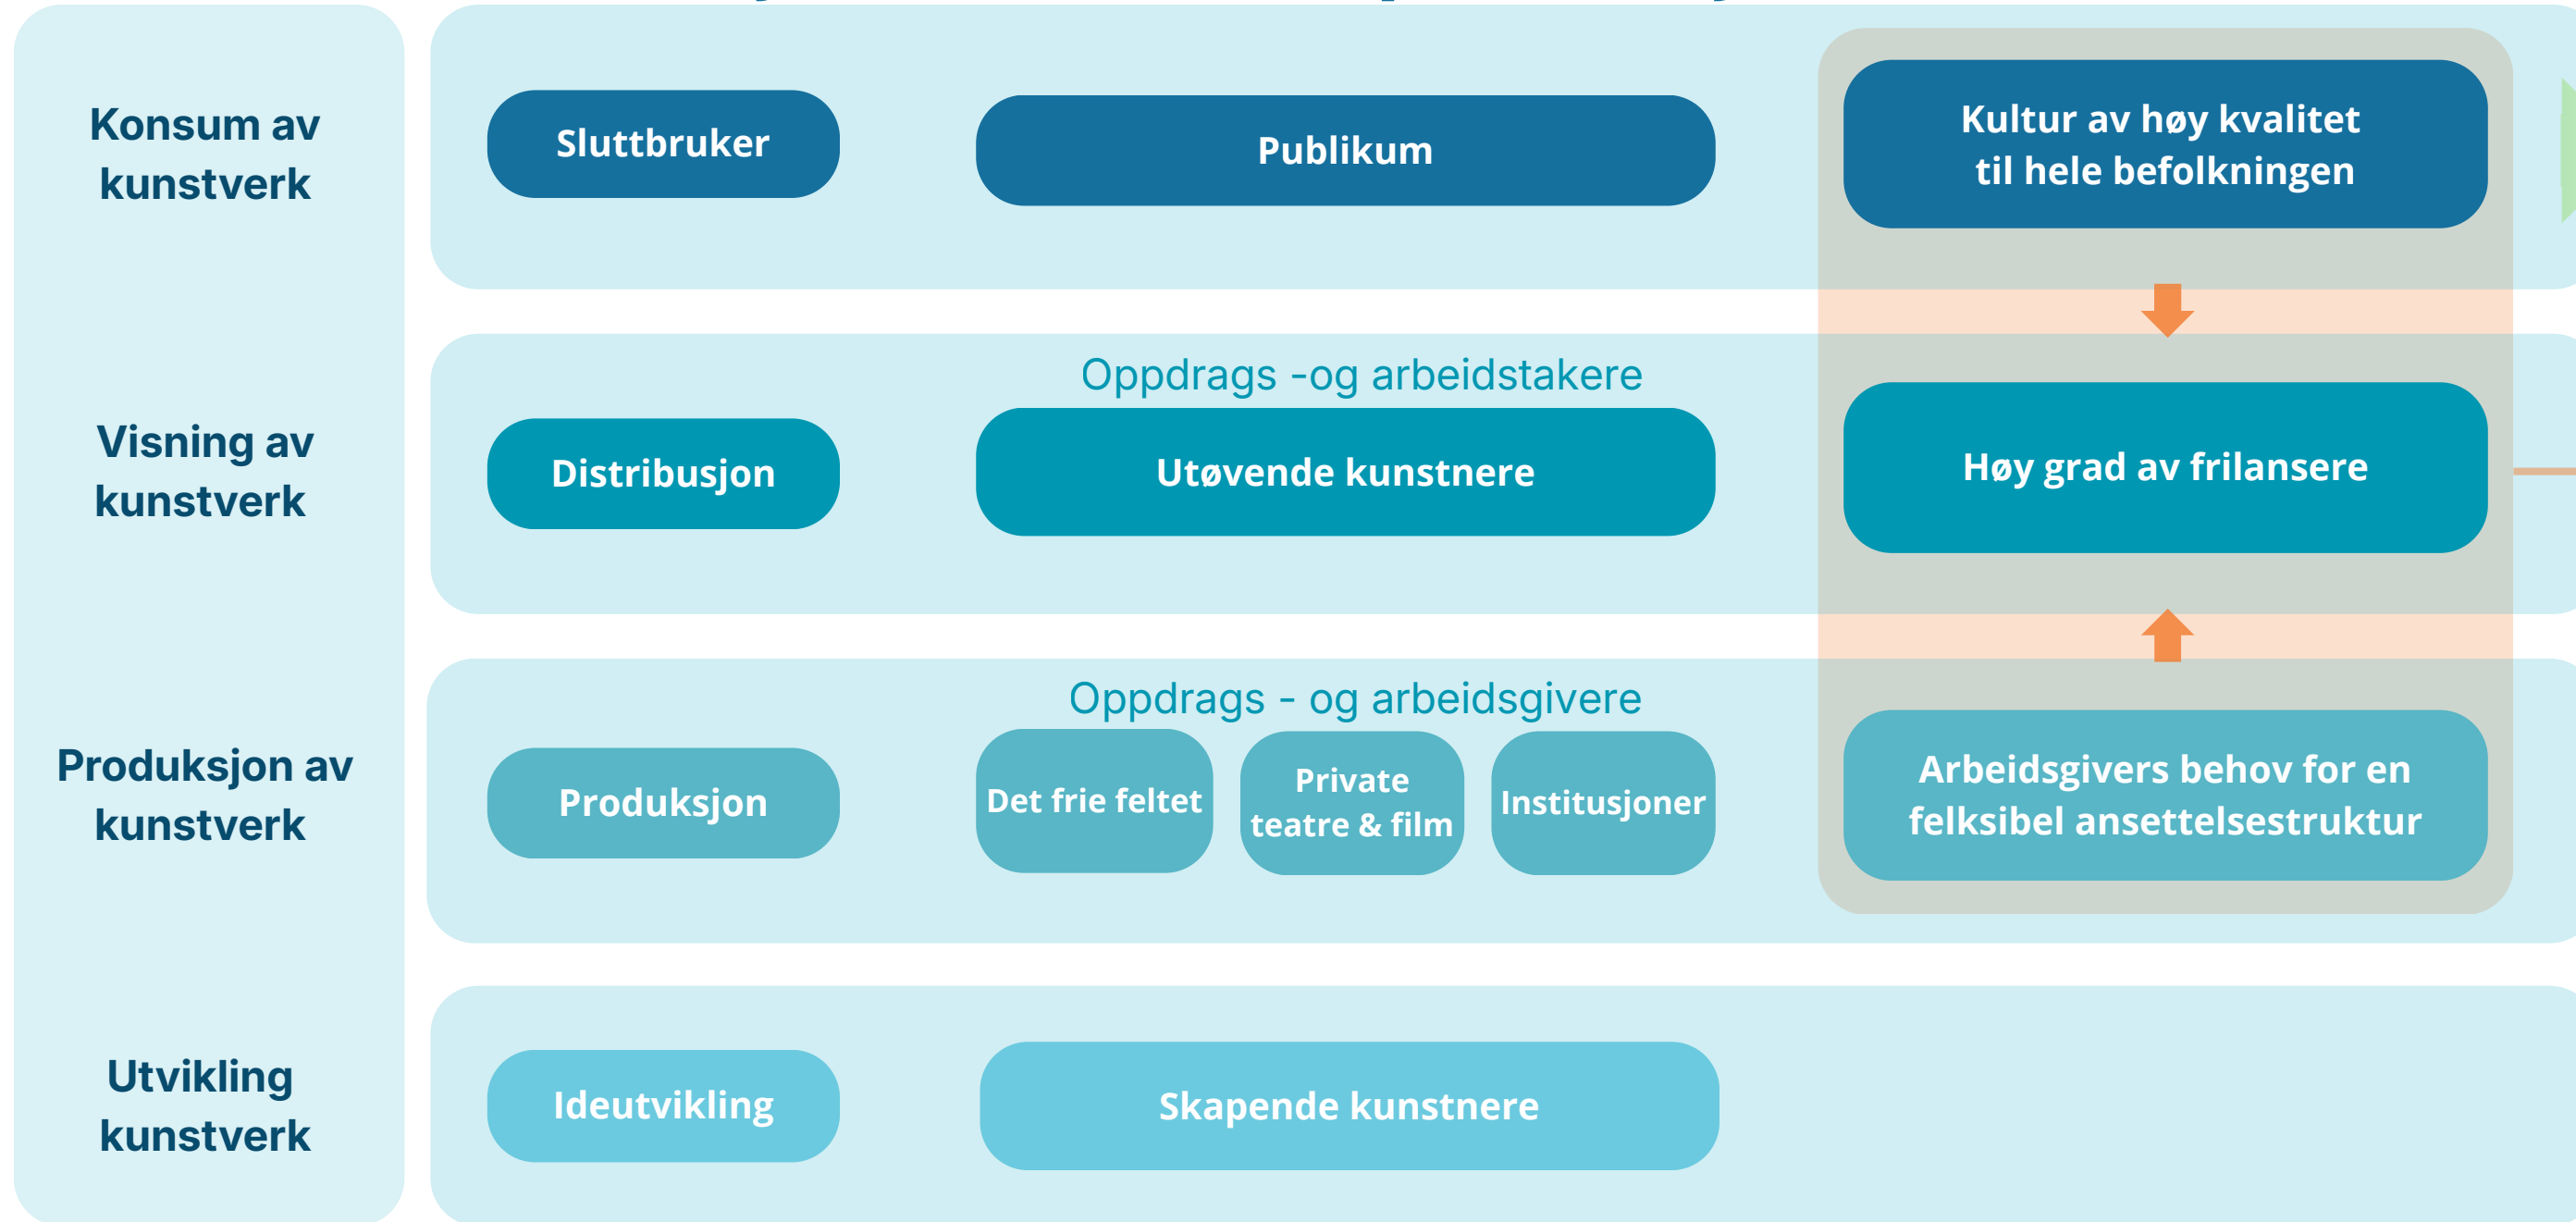 Konsum av
kunstverk
Sluttbruker
Publikum
Kultur av høy kvalitet
til hele befolkningen
Visning av
kunstverk
Distribusjon
Oppdrags -og arbeidstakere
Utøvende kunstnere
Høy grad av frilansere
Produksjon av
kunstverk
Produksjon
Oppdrags - og arbeidsgivere
Det frie feltet
Private
teatre & film
Institusjoner
Arbeidsgivers behov for en
felksibel ansettelsestruktur
Utvikling
kunstverk
Ideutvikling
Skapende kunstnere